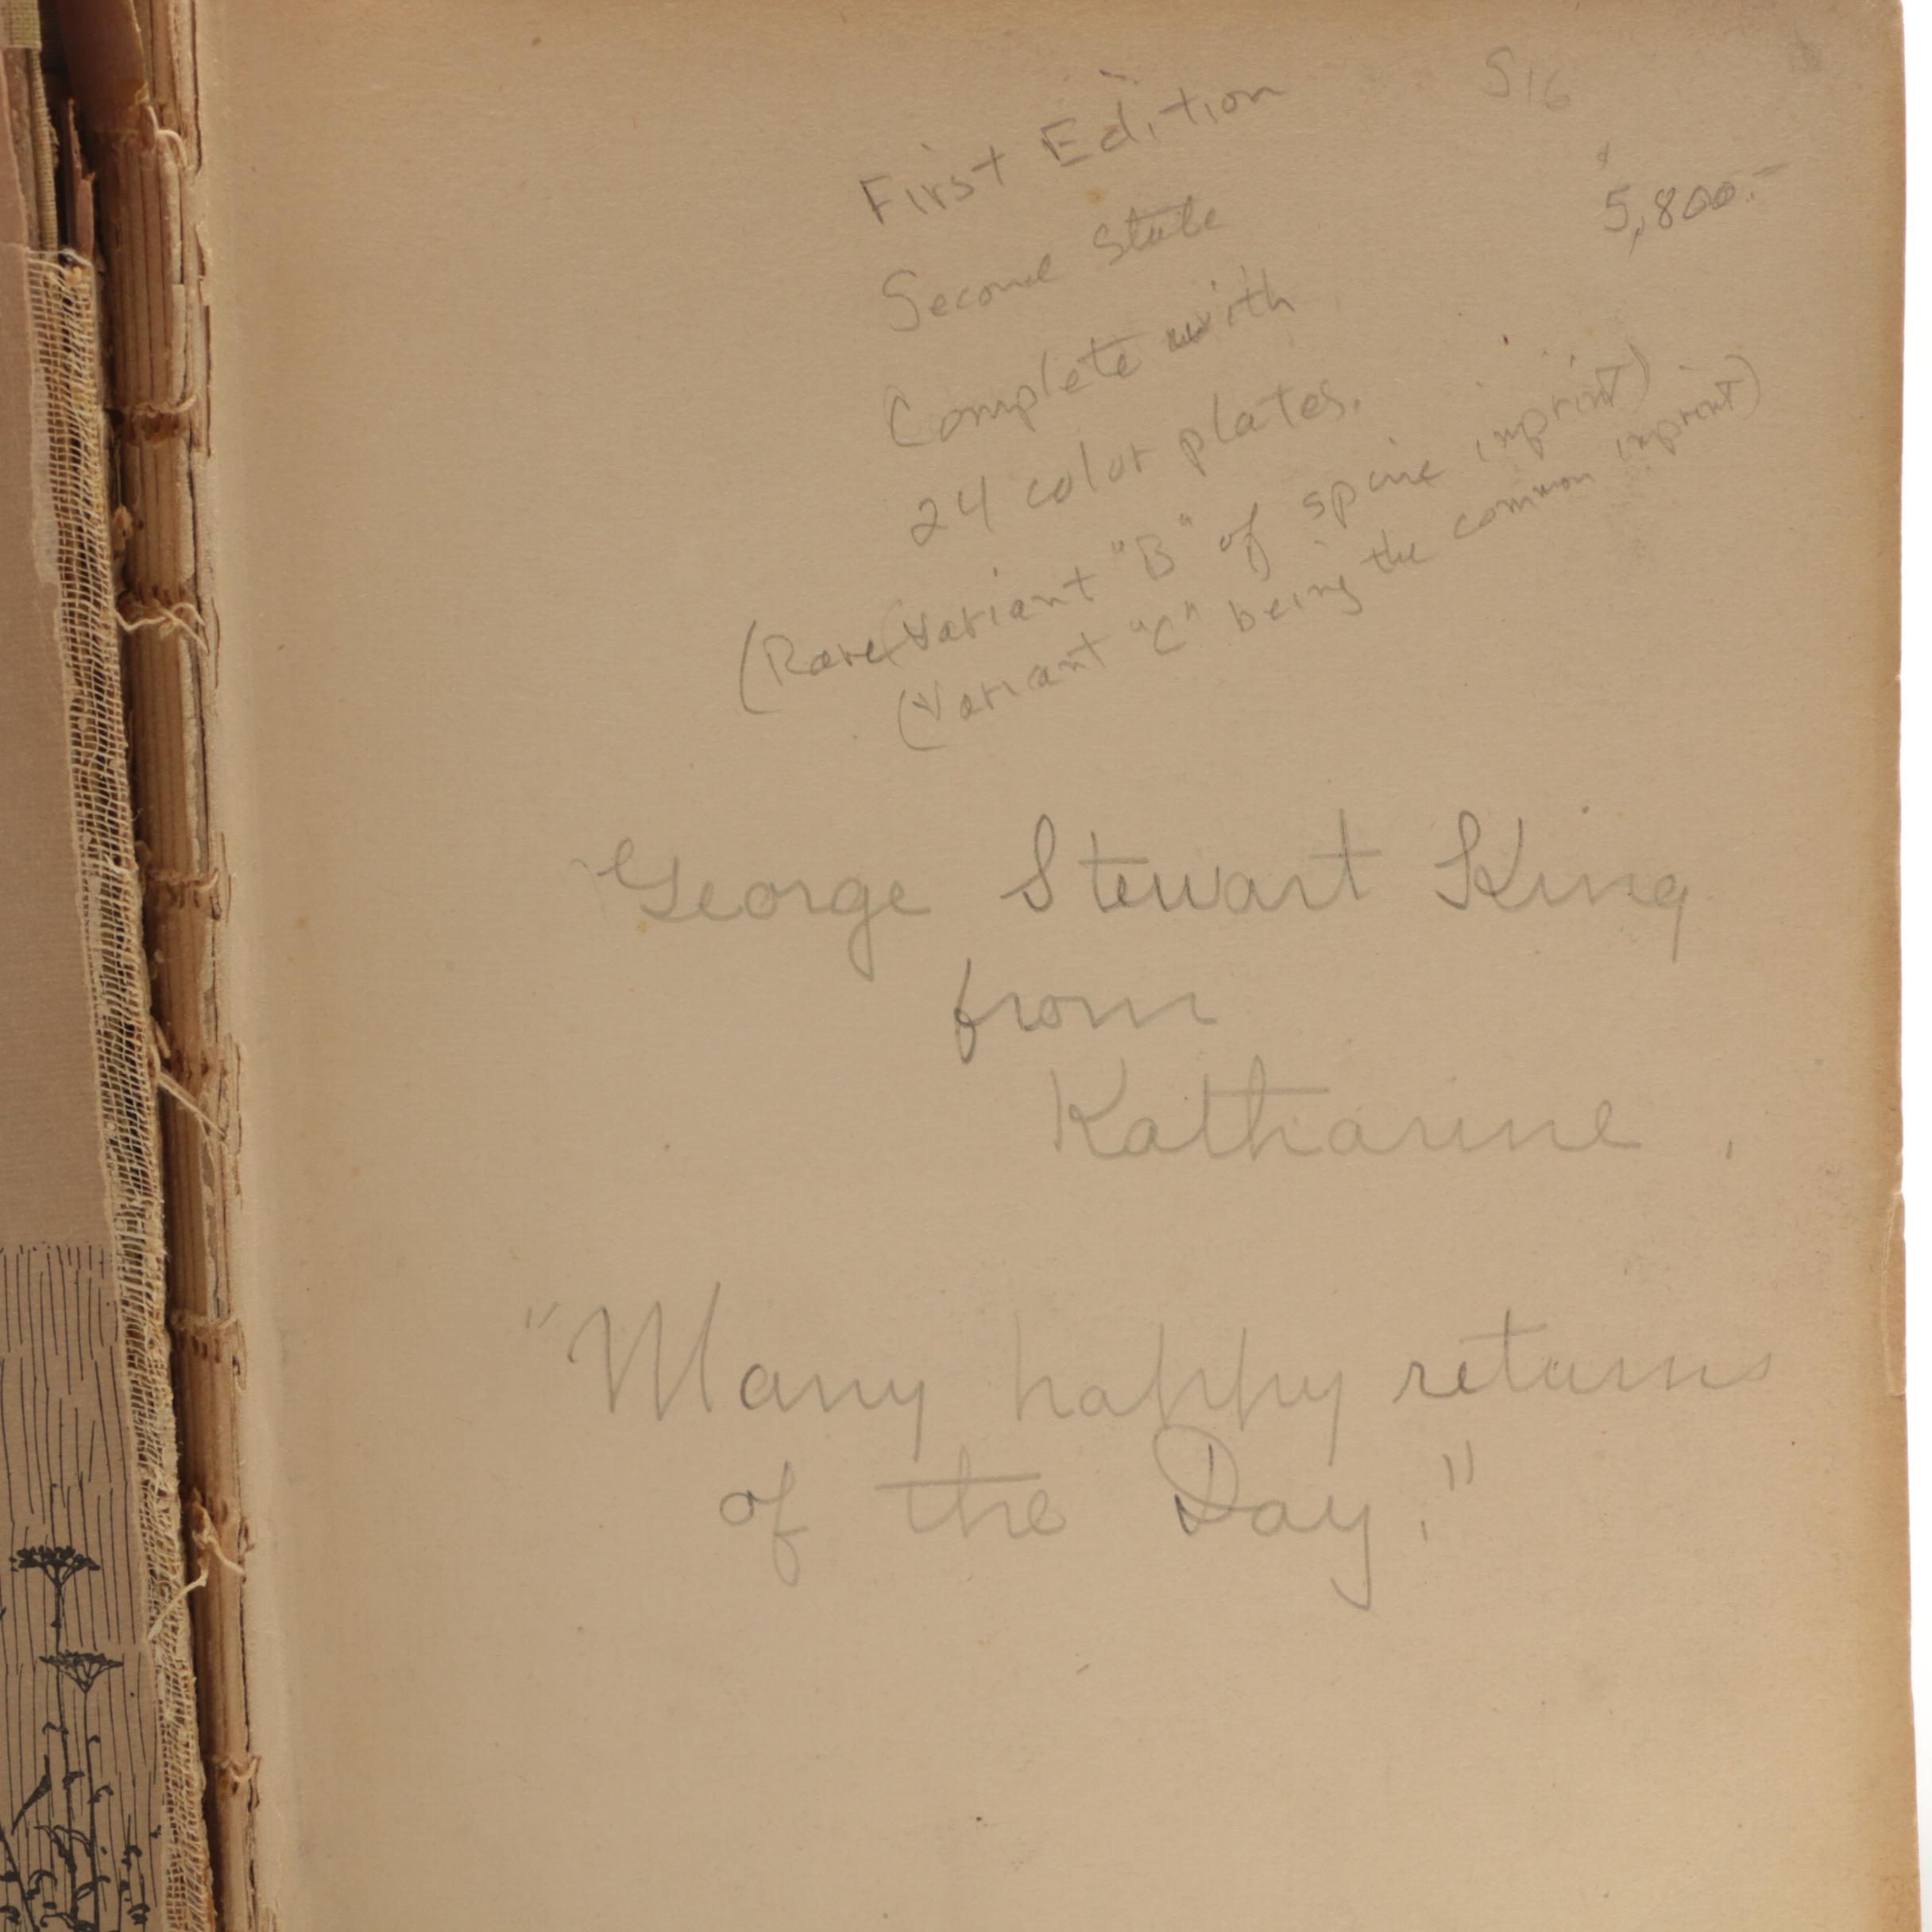 S16
$5,800.-
First Edition
Second State
Complete with
24 color plates.
(Rare Variant "B" of spine imprint)
(Variant "C" being the common imprint)
George Stewart King
from
Katharine.
"Many happy returns
of the Day."